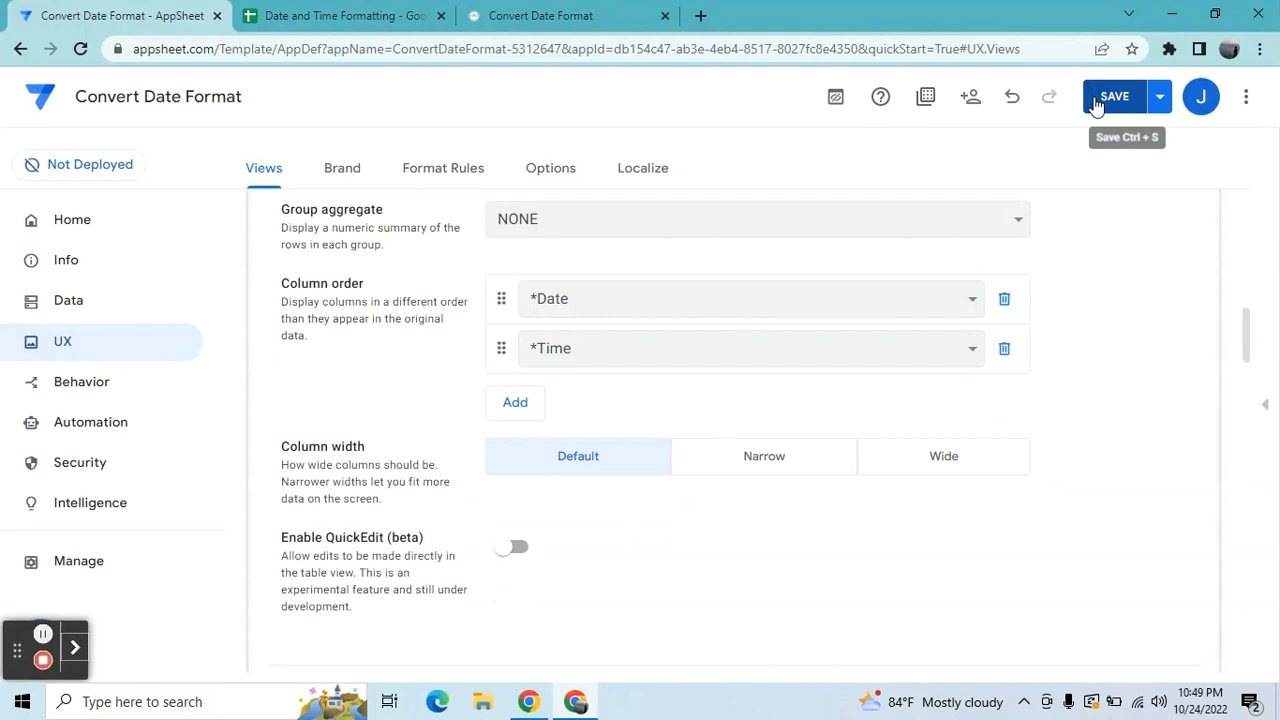 Convert Date Format - AppSheet
Date and Time Formatting - Goo
Convert Date Format
appsheet.com/Template/AppDef?appName=ConvertDateFormat-5312647&appId=db154c47-ab3e-4eb4-8517-8027fc8e4350&quickStart=True#UX.Views
Convert Date Format
SAVE
J
Save Ctrl + S
Not Deployed
Views
Brand
Format Rules
Options
Localize
Home
Info
Data
UX
Behavior
Automation
Security
Intelligence
Manage
Group aggregate
Display a numeric summary of the
rows in each group.
NONE
Column order
Display columns in a different order
than they appear in the original
data.
*Date
*Time
Add
Column width
How wide columns should be.
Narrower widths let you fit more
data on the screen.
Default
Narrow
Wide
Enable QuickEdit (beta)
Allow edits to be made directly in
the table view. This is an
experimental feature and still under
development.
Type here to search
84°F Mostly cloudy
10:49 PM
10/24/2022
2